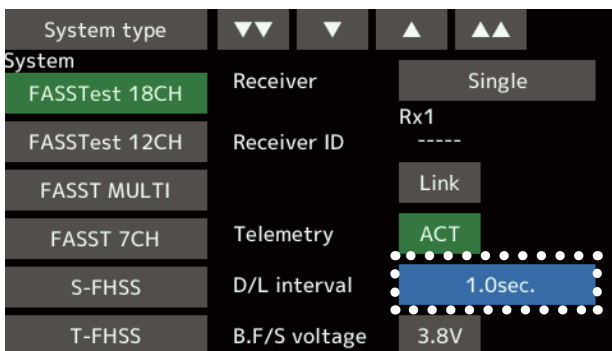 System type ▼▼ ▼ ▲ ▲▲
System
FASSTest 18CH
FASSTest 12CH
FASST MULTI
FASST 7CH
S-FHSS
T-FHSS
Receiver Single
Rx1
Receiver ID -----
Link
Telemetry ACT
D/L interval 1.0sec.
B.F/S voltage 3.8V